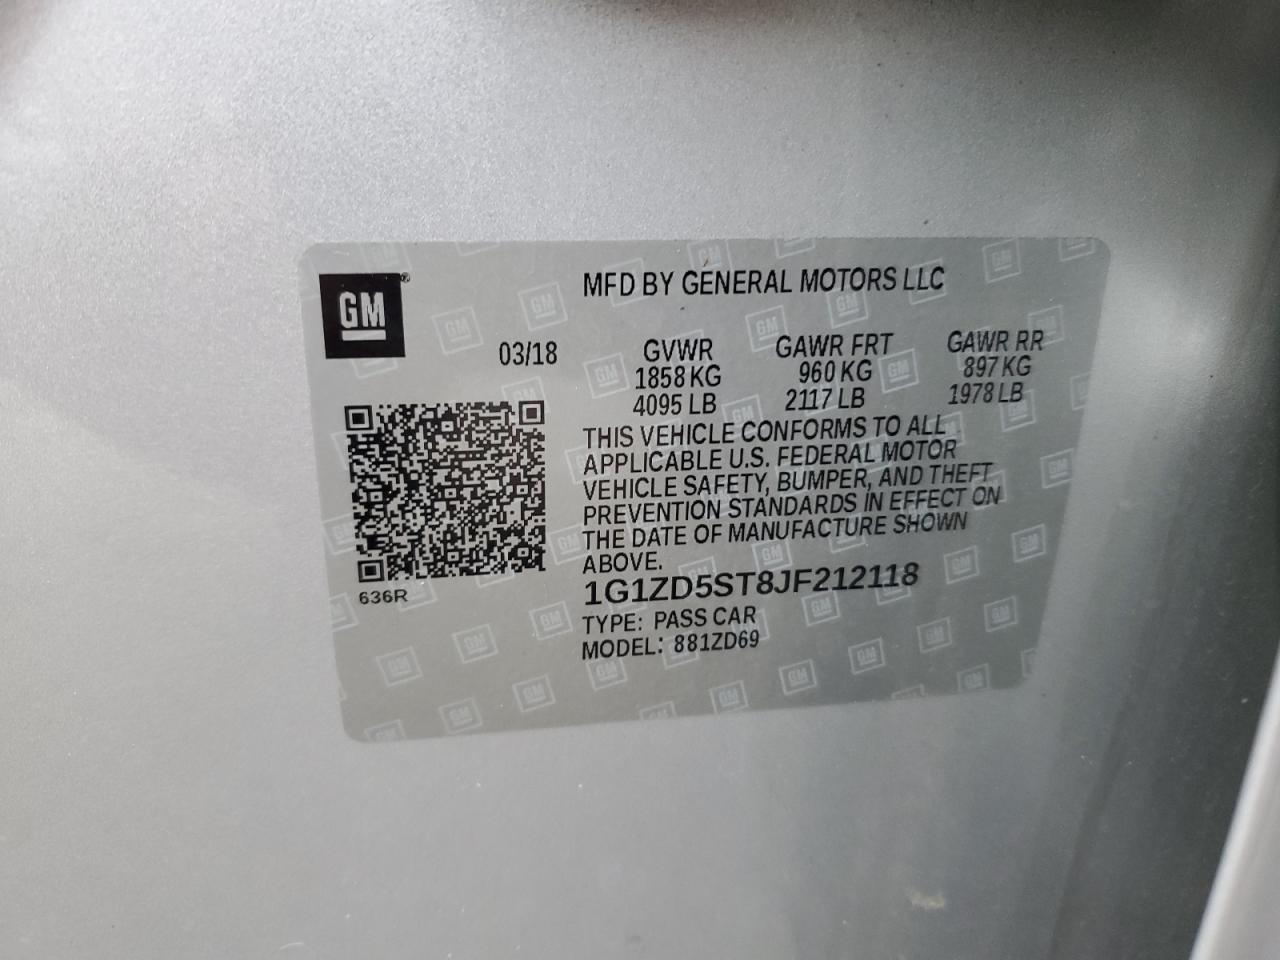 GM
MFD BY GENERAL MOTORS LLC
03/18 GVWR GAWR FRT GAWR RR
1858 KG 960 KG 897 KG
4095 LB 2117 LB 1978 LB
THIS VEHICLE CONFORMS TO ALL
APPLICABLE U.S. FEDERAL MOTOR
VEHICLE SAFETY, BUMPER, AND THEFT
PREVENTION STANDARDS IN EFFECT ON
THE DATE OF MANUFACTURE SHOWN
ABOVE.
1G1ZD5ST8JF212118
636R
TYPE: PASS CAR
MODEL: 881ZD69